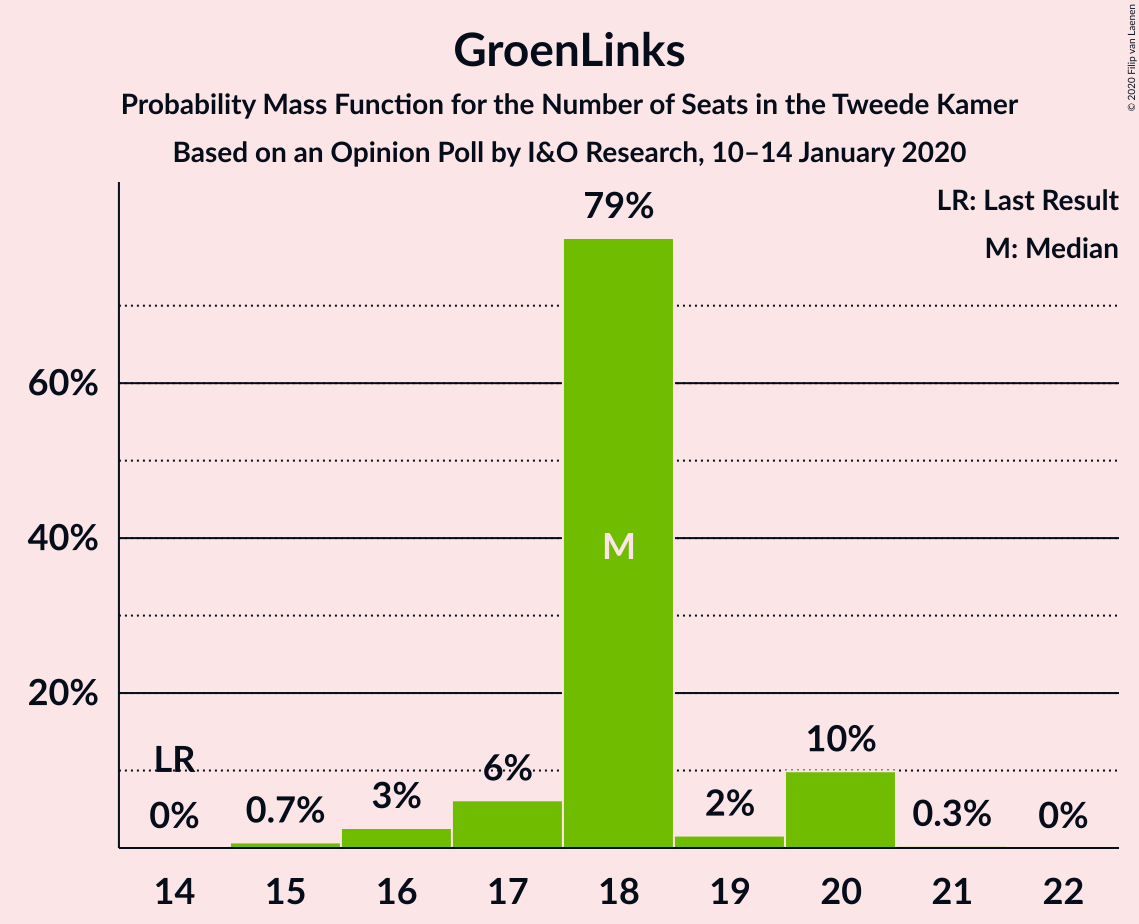 GroenLinks
Probability Mass Function for the Number of Seats in the Tweede Kamer
Based on an Opinion Poll by I&O Research, 10–14 January 2020
© 2020 Filip van Laenen
LR: Last Result
M: Median
79%
60%
40%
20%
M
LR
0%
0.7%
3%
6%
2%
10%
0.3%
0%
14 15 16 17 18 19 20 21 22